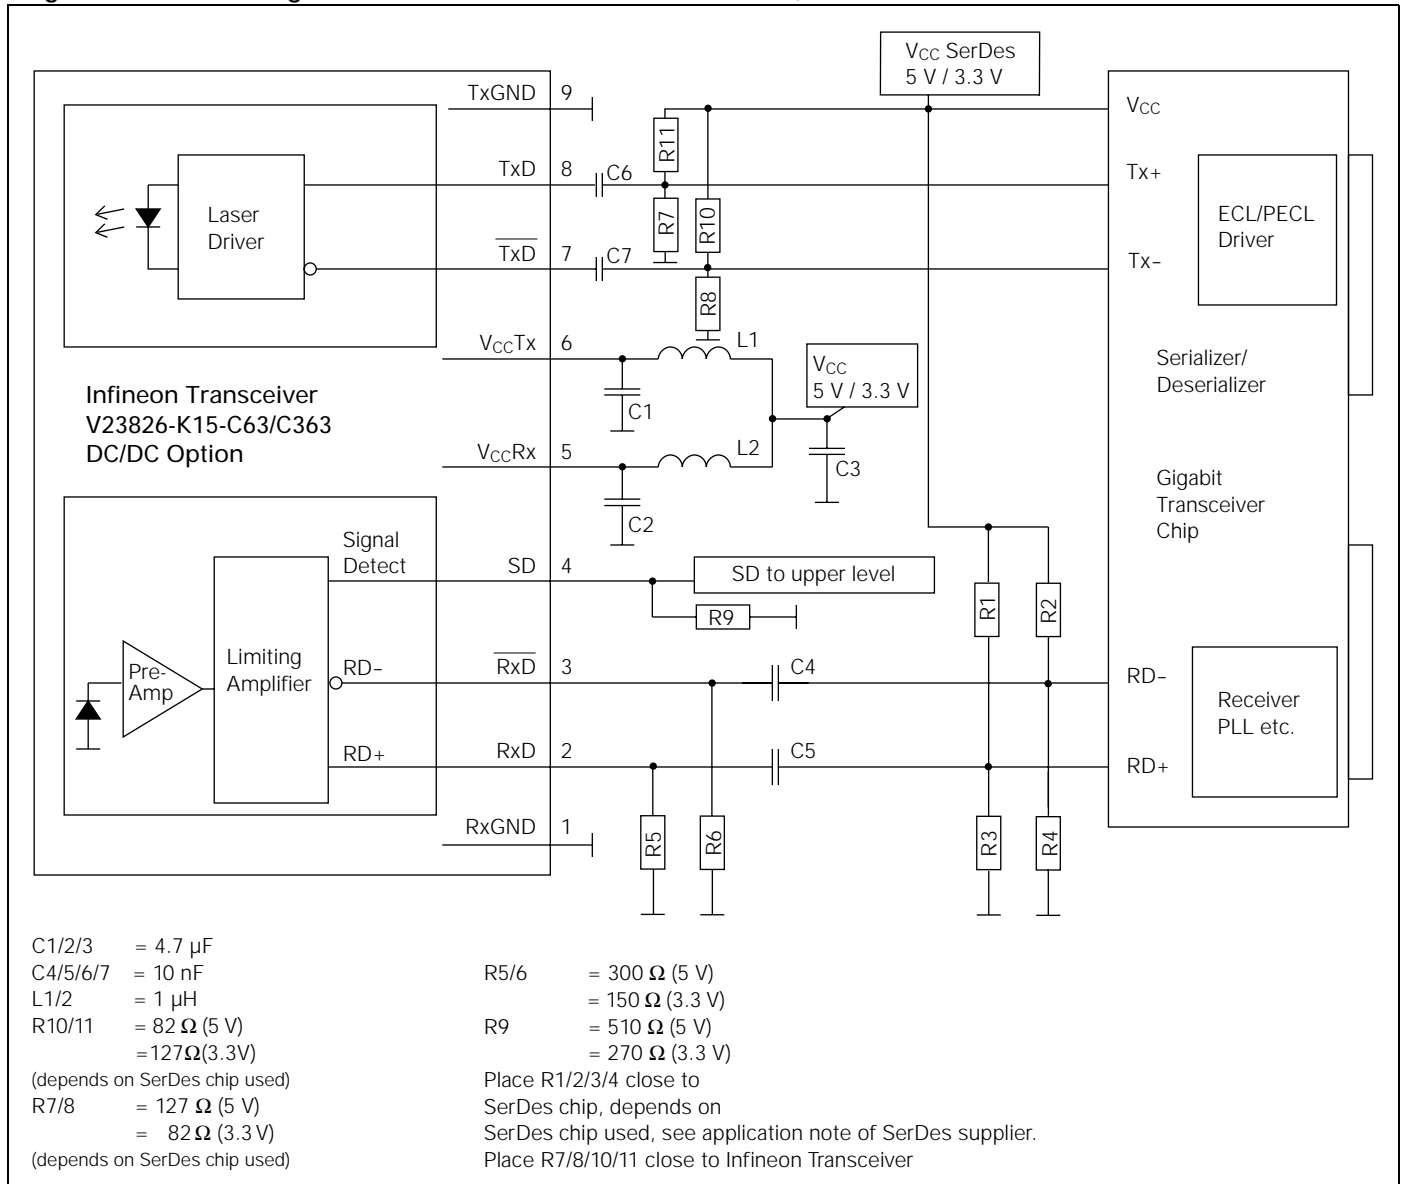 V_CC SerDes
5 V / 3.3 V
TxGND 9
V_CC
R11
TxD 8
C6
Tx+
Laser
Driver
R7
R10
ECL/PECL
Driver
TxD 7
C7
Tx−
R8
V_CCTx 6
L1
V_CC
5 V / 3.3 V
Serializer/
Deserializer
Infineon Transceiver
V23826-K15-C63/C363
DC/DC Option
C1
V_CCRx 5
L2
C3
Gigabit
Transceiver
Chip
C2
Signal
Detect
SD 4
SD to upper level
R9
R1
R2
Pre-
Amp
Limiting
Amplifier
RD−
RxD 3
C4
RD−
Receiver
PLL etc.
RD+
RxD 2
C5
RD+
RxGND 1
R5
R6
R3
R4
C1/2/3 = 4.7 µF
C4/5/6/7 = 10 nF
L1/2 = 1 µH
R10/11 = 82 Ω (5 V)
=127Ω(3.3V)
(depends on SerDes chip used)
R7/8 = 127 Ω (5 V)
= 82 Ω (3.3 V)
(depends on SerDes chip used)
R5/6 = 300 Ω (5 V)
= 150 Ω (3.3 V)
R9 = 510 Ω (5 V)
= 270 Ω (3.3 V)
Place R1/2/3/4 close to
SerDes chip, depends on
SerDes chip used, see application note of SerDes supplier.
Place R7/8/10/11 close to Infineon Transceiver